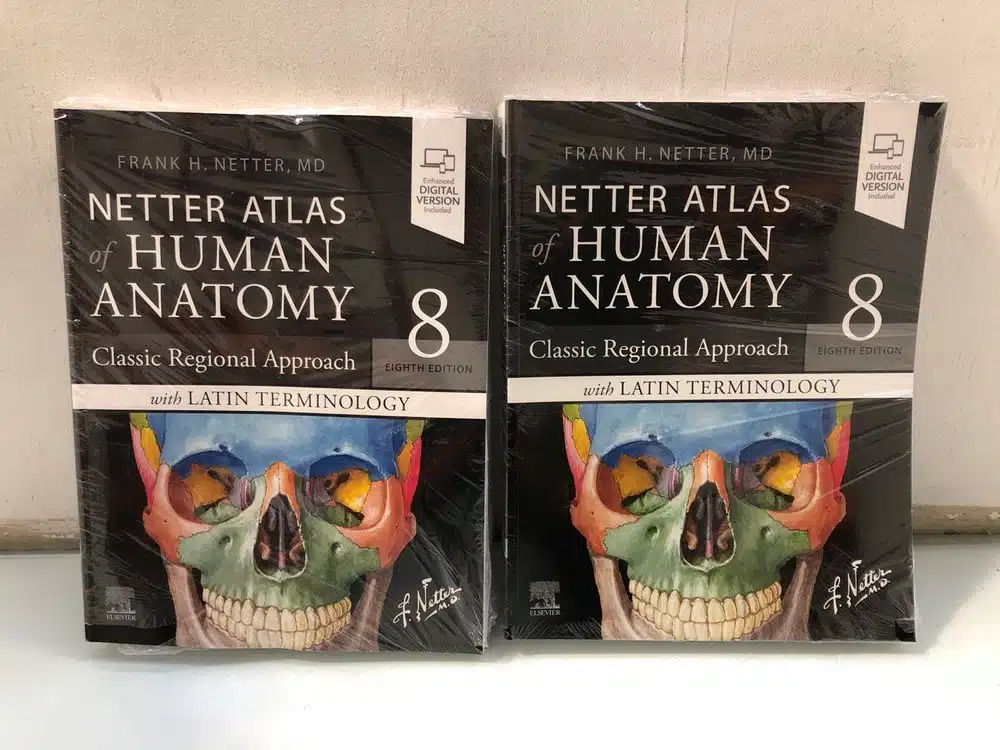 FRANK H. NETTER, MD
Enhanced
DIGITAL
VERSION
Included
NETTER ATLAS
of HUMAN
ANATOMY
8
Classic Regional Approach
EIGHTH EDITION
with LATIN TERMINOLOGY
F. Netter
M.D.
ELSEVIER
FRANK H. NETTER, MD
Enhanced
DIGITAL
VERSION
Included
NETTER ATLAS
of HUMAN
ANATOMY
8
Classic Regional Approach
EIGHTH EDITION
with LATIN TERMINOLOGY
F. Netter
M.D.
ELSEVIER